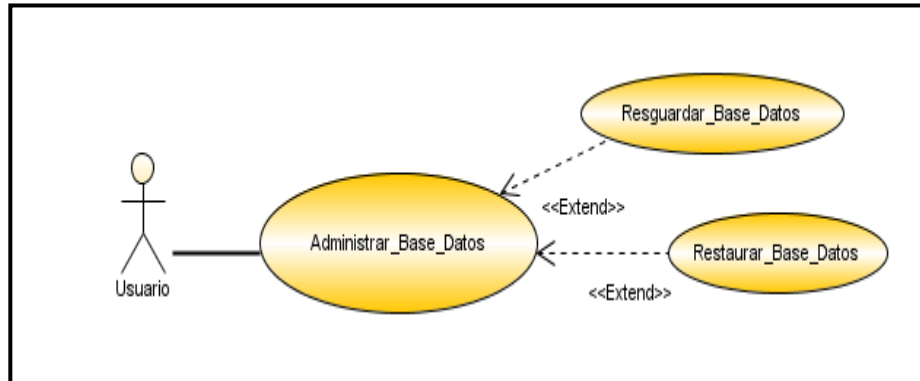 Resguardar_Base_Datos
<<Extend>>
Administrar_Base_Datos
Restaurar_Base_Datos
Usuario
<<Extend>>